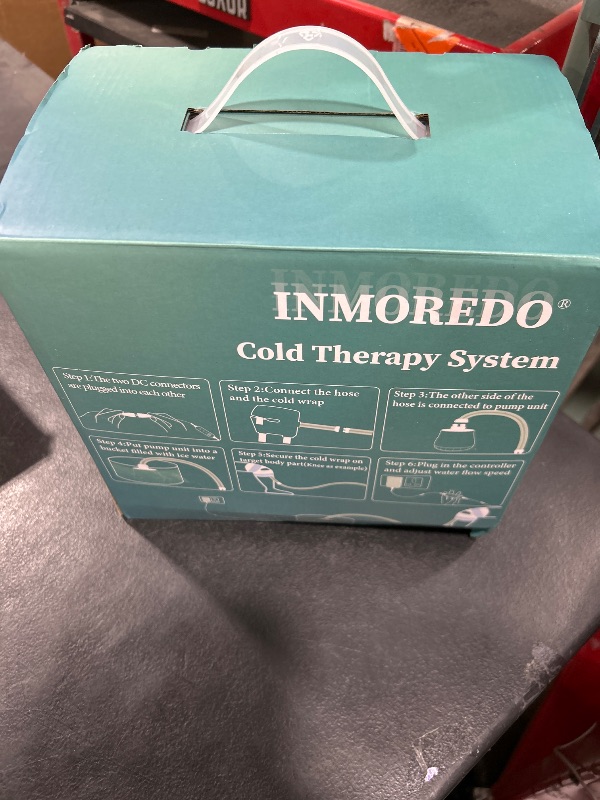 INMOREDO®
Cold Therapy System
Step 1:The two DC connectors
are plugged into each other
Step 2:Connect the hose
and the cold wrap
Step 3:The other side of the
hose is connected to pump unit
Step 4:Put pump unit into a
bucket filled with ice water
Step 5:Secure the cold wrap on
target body part(Knee as example)
Step 6:Plug in the controller
and adjust water flow speed